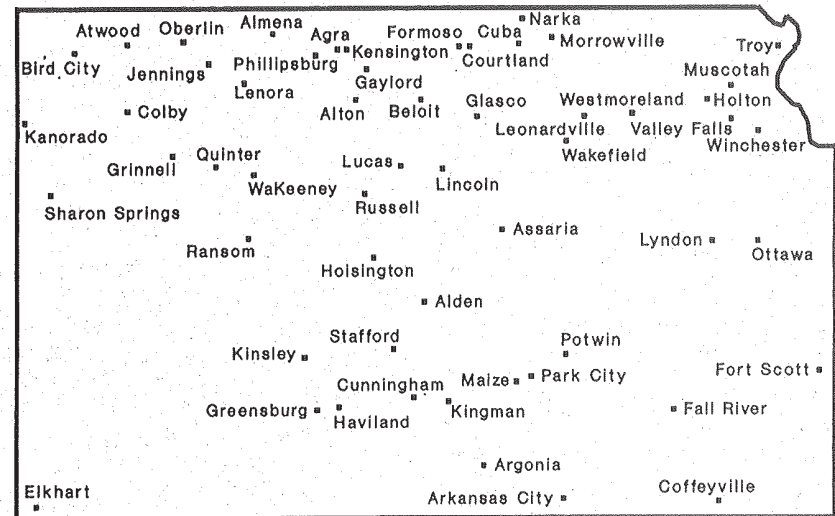 Narka
Almena
Oberlin
Atwood
Agra
Formoso
Cuba
Morrowville
Troy
Bird City
Phillipsburg
Kensington
Courtland
Jennings
Gaylord
Muscotah
Lenora
Colby
Alton
Beloit
Glasco
Westmoreland
Holton
Kanorado
Leonardville
Valley Falls
Winchester
Wakefield
Quinter
Grinnell
Lucas
WaKeeney
Lincoln
Sharon Springs
Russell
Assaria
Ransom
Lyndon
Ottawa
Hoisington
Alden
Stafford
Potwin
Kinsley
Fort Scott
Cunningham
Maize
Park City
Greensburg
Haviland
Kingman
Fall River
Argonia
Elkhart
Arkansas City
Coffeyville